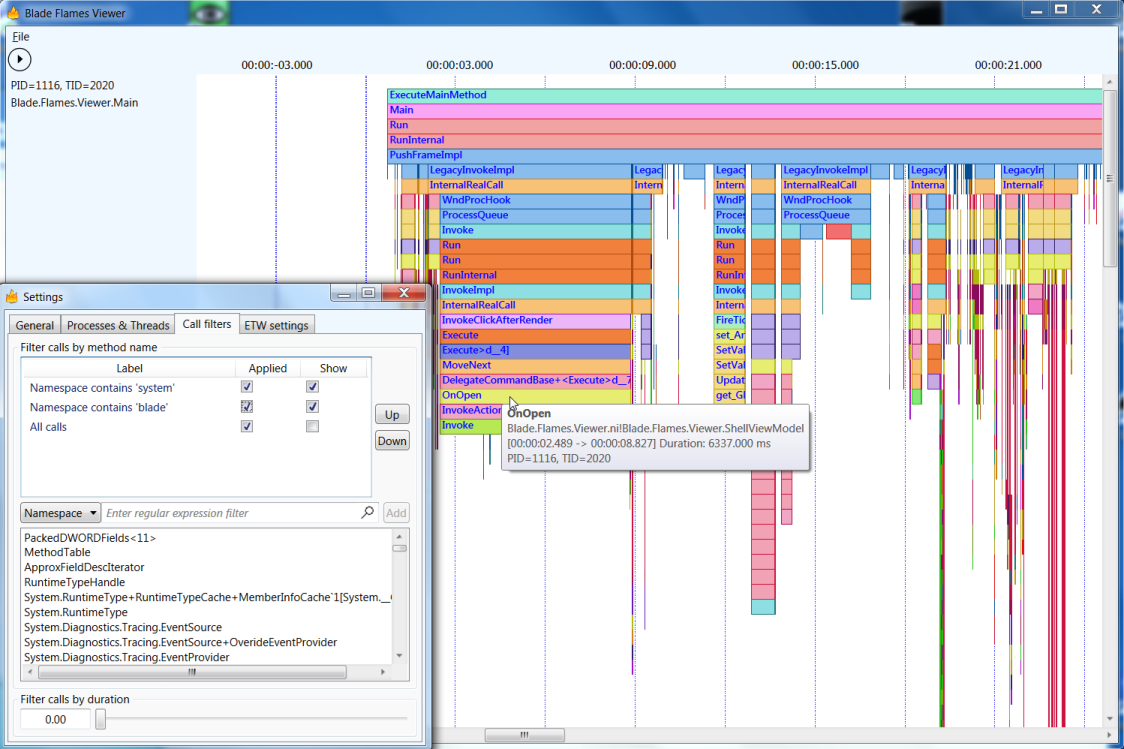 Blade Flames Viewer
File
00:00:-03.000 00:00:03.000 00:00:09.000 00:00:15.000 00:00:21.000
PID=1116, TID=2020
Blade.Flames.Viewer.Main
ExecuteMainMethod
Main
Run
RunInternal
PushFrameImpl
LegacyInvokeImpl Legac Legacy LegacyInvokeImpl LegacyI LegacyIn
InternalRealCall Intern Intern InternalRealCall Interna InternalF
WndProcHook WndP WndProcHook
ProcessQueue Proces ProcessQueue
Invoke Invoke
Run Run
Run Run
RunInternal RunInt
InvokeImpl Invoke
InternalRealCall Intern
InvokeClickAfterRender FireTic
Execute set_Ar
Execute>d__4] SetVal
MoveNext SetVal
DelegateCommandBase+<Execute>d__7 Updat
OnOpen get_Gl
InvokeAction
Invoke
OnOpen
Blade.Flames.Viewer.ni!Blade.Flames.Viewer.ShellViewModel
[00:00:02.489 -> 00:00:08.827] Duration: 6337.000 ms
PID=1116, TID=2020
Settings
General Processes & Threads Call filters ETW settings
Filter calls by method name
Label Applied Show
Namespace contains 'system'
Namespace contains 'blade'
All calls
Up
Down
Namespace Enter regular expression filter Add
PackedDWORDFields<11>
MethodTable
ApproxFieldDescIterator
RuntimeTypeHandle
System.RuntimeType+RuntimeTypeCache+MemberInfoCache`1[System.__
System.RuntimeType
System.Diagnostics.Tracing.EventSource
System.Diagnostics.Tracing.EventSource+OverideEventProvider
System.Diagnostics.Tracing.EventProvider
Filter calls by duration
0.00